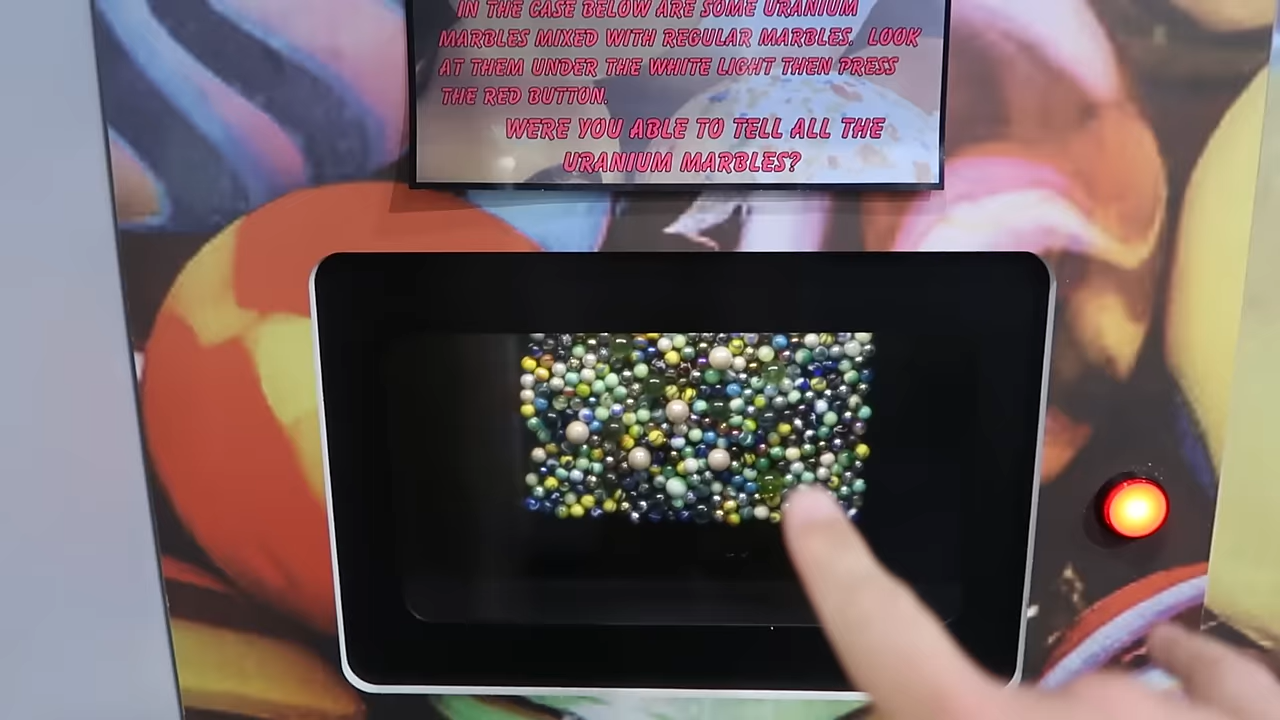 IN THE CASE BELOW ARE SOME URANIUM
MARBLES MIXED WITH REGULAR MARBLES. LOOK
AT THEM UNDER THE WHITE LIGHT THEN PRESS
THE RED BUTTON.
WERE YOU ABLE TO TELL ALL THE
URANIUM MARBLES?